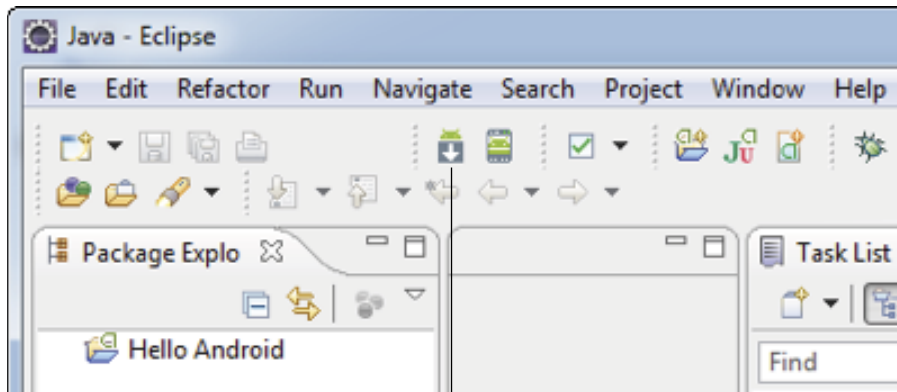 Java - Eclipse
File Edit Refactor Run Navigate Search Project Window Help
Package Explo
Task List
Hello Android
Find